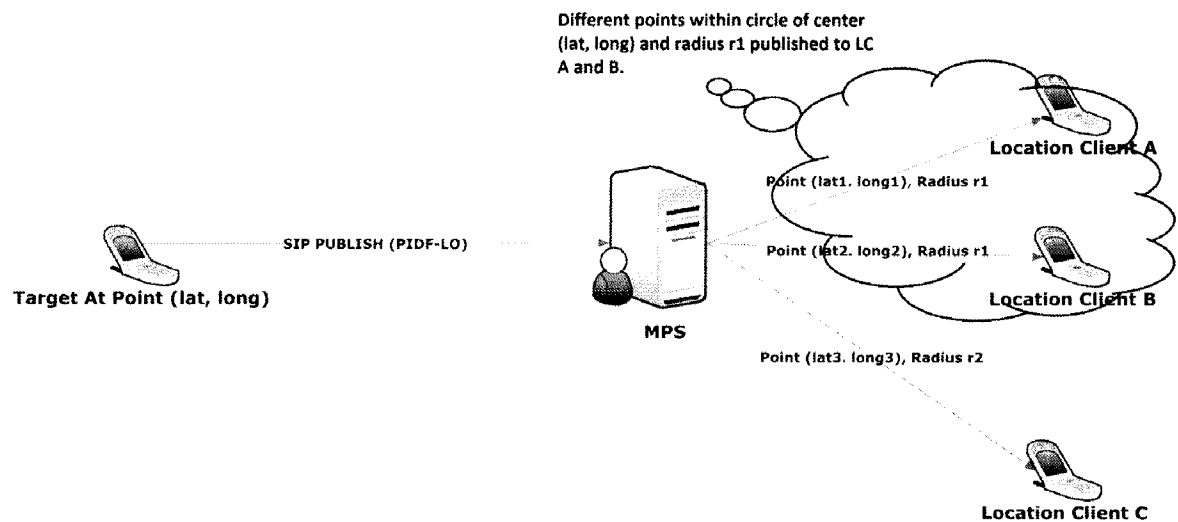 Different points within circle of center
(lat, long) and radius r1 published to LC
A and B.
Location Client A
Point (lat1. long1), Radius r1
SIP PUBLISH (PIDF-LO)
Point (lat2. long2), Radius r1
Target At Point (lat, long)
Location Client B
MPS
Point (lat3. long3), Radius r2
Location Client C